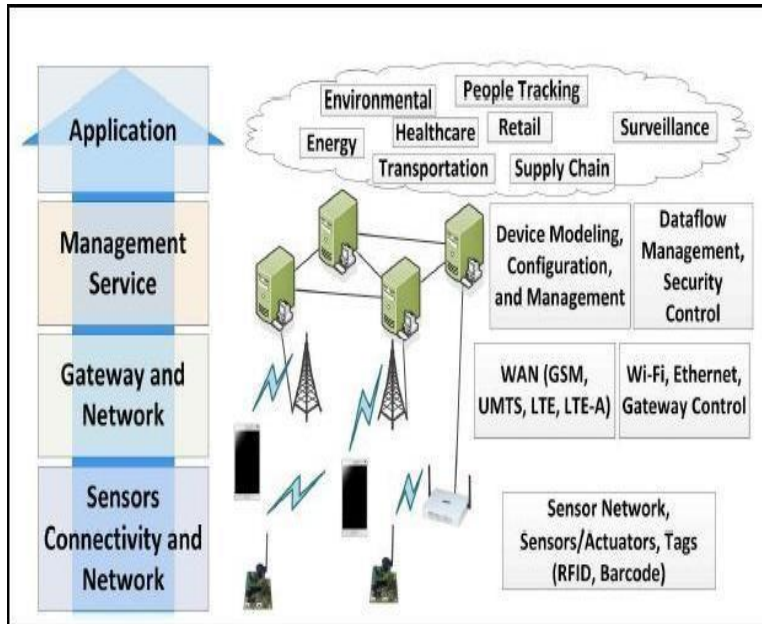 Application
Environmental
People Tracking
Energy
Healthcare
Retail
Surveillance
Transportation
Supply Chain
Management
Service
Device Modeling,
Configuration,
and Management
Dataflow
Management,
Security
Control
Gateway and
Network
WAN (GSM,
UMTS, LTE, LTE-A)
Wi-Fi, Ethernet,
Gateway Control
Sensors
Connectivity and
Network
Sensor Network,
Sensors/Actuators, Tags
(RFID, Barcode)